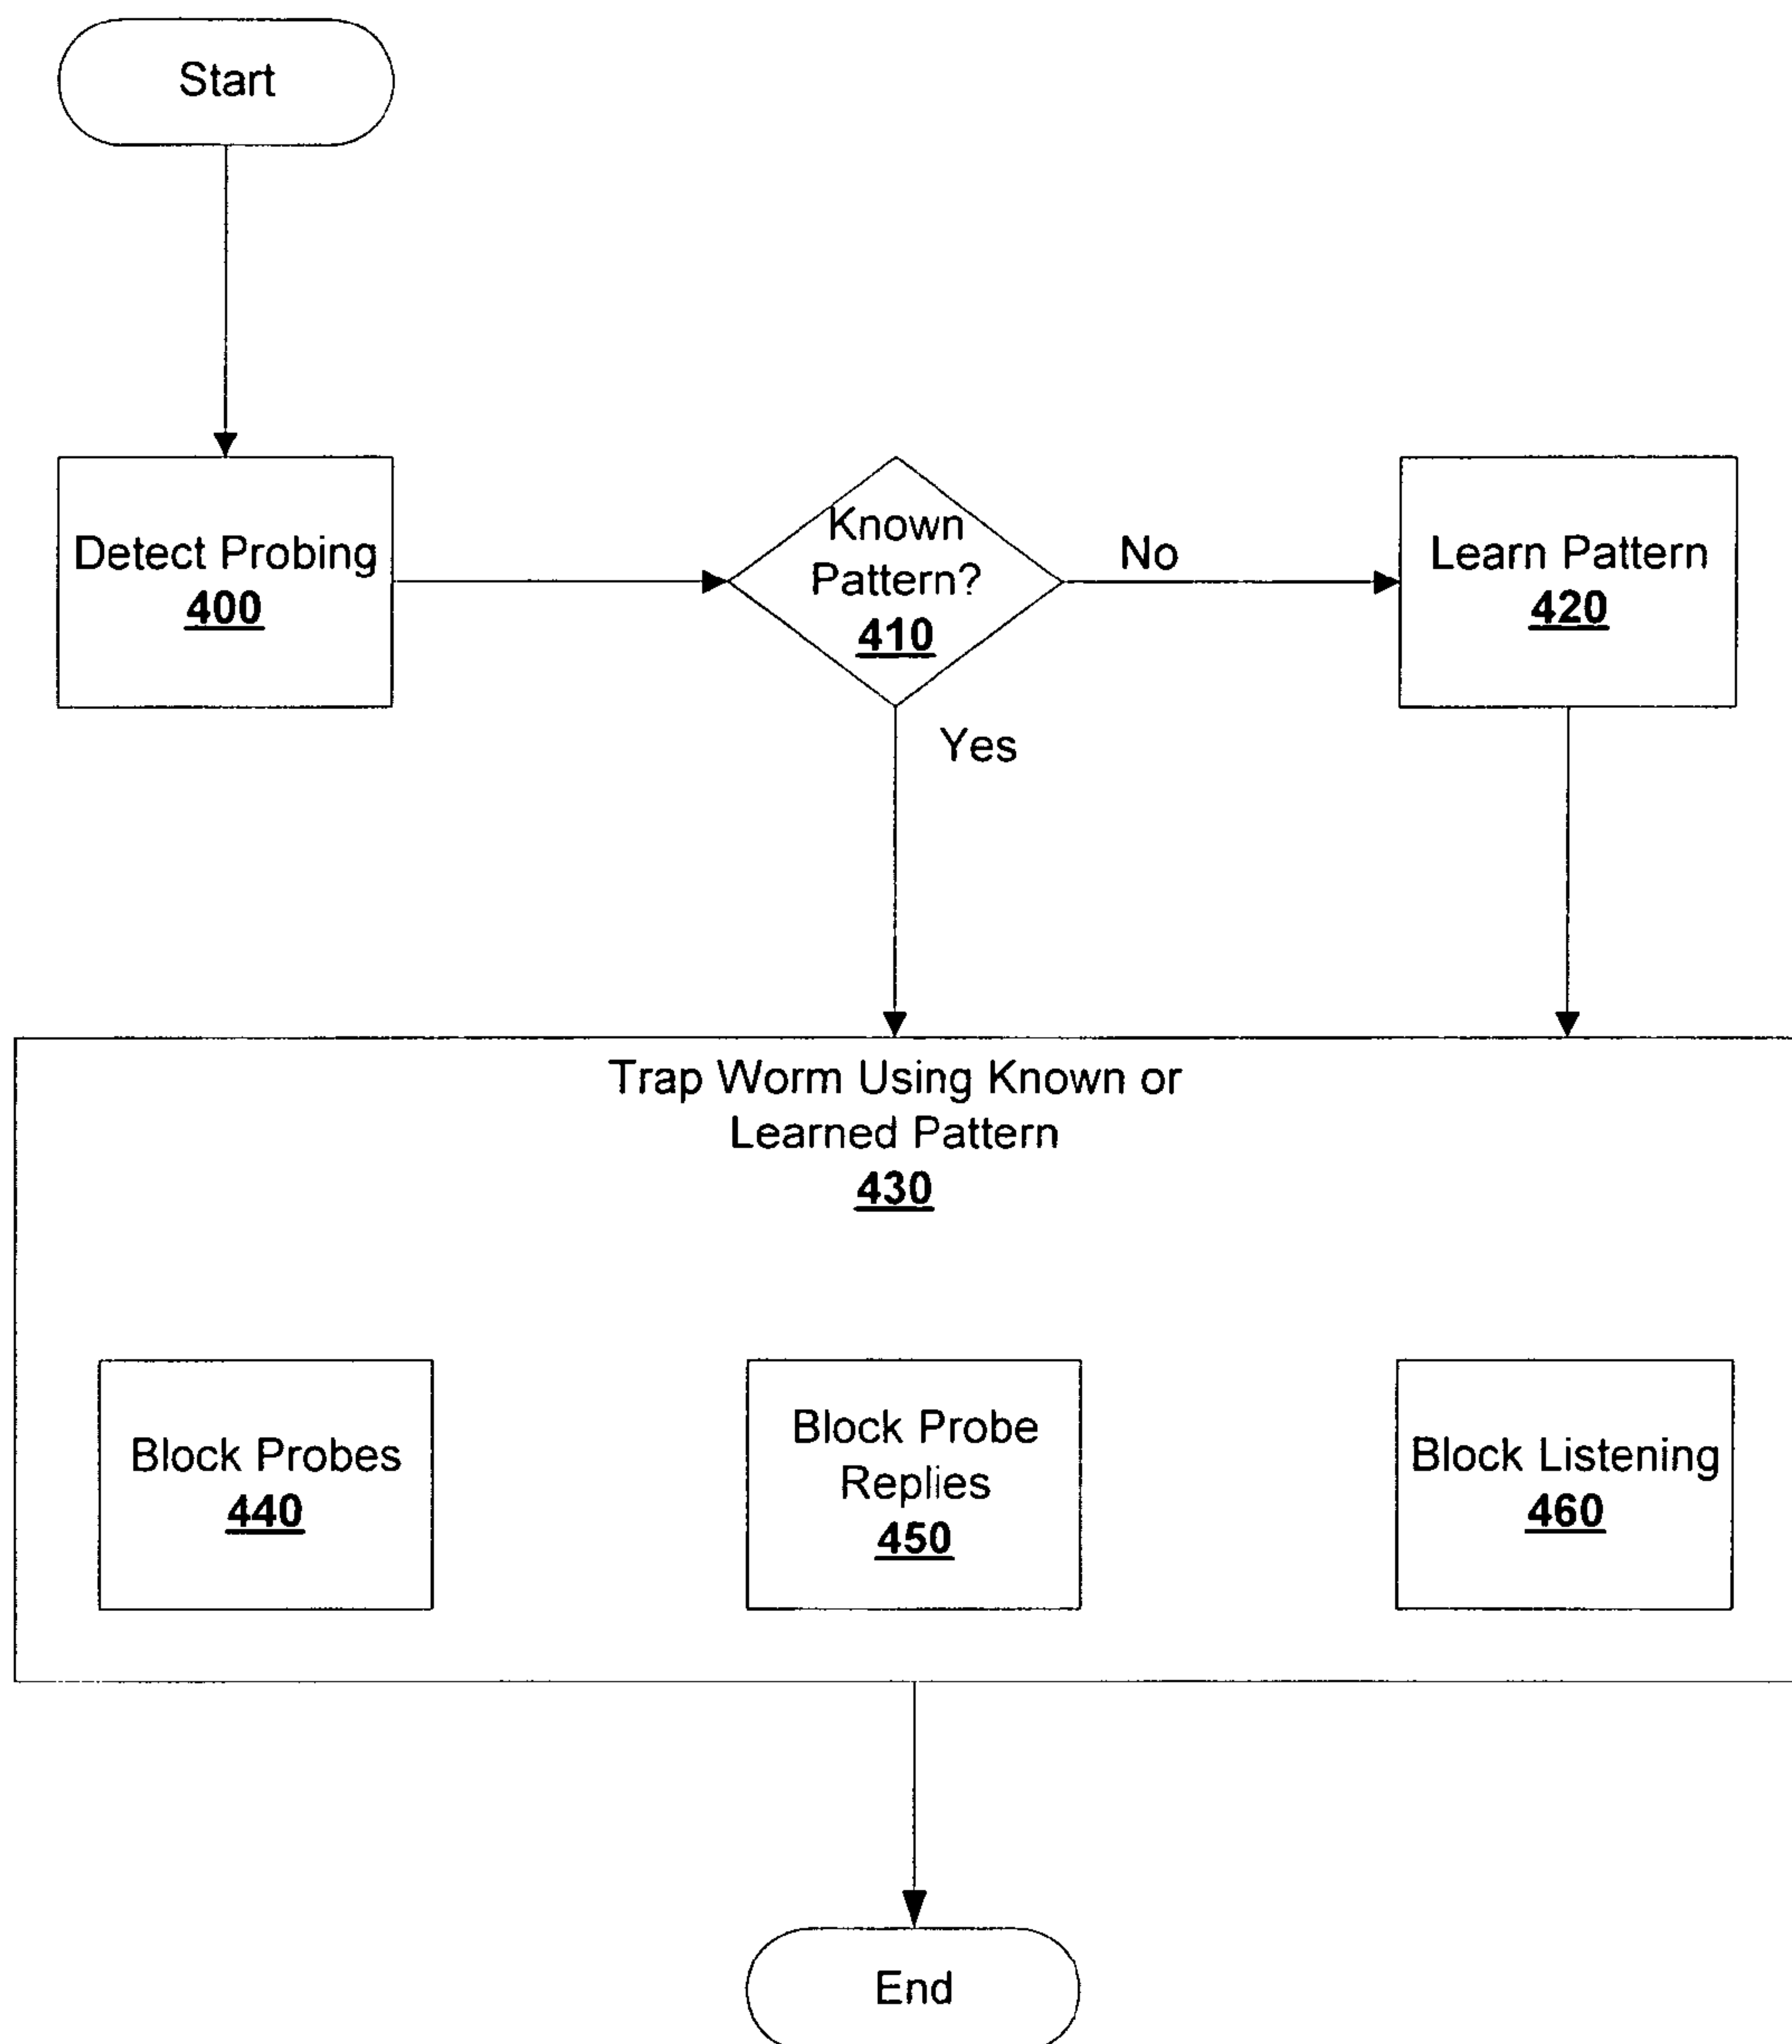 Start
Detect Probing
400
Known
Pattern?
410
No
Learn Pattern
420
Yes
Trap Worm Using Known or
Learned Pattern
430
Block Probes
440
Block Probe
Replies
450
Block Listening
460
End